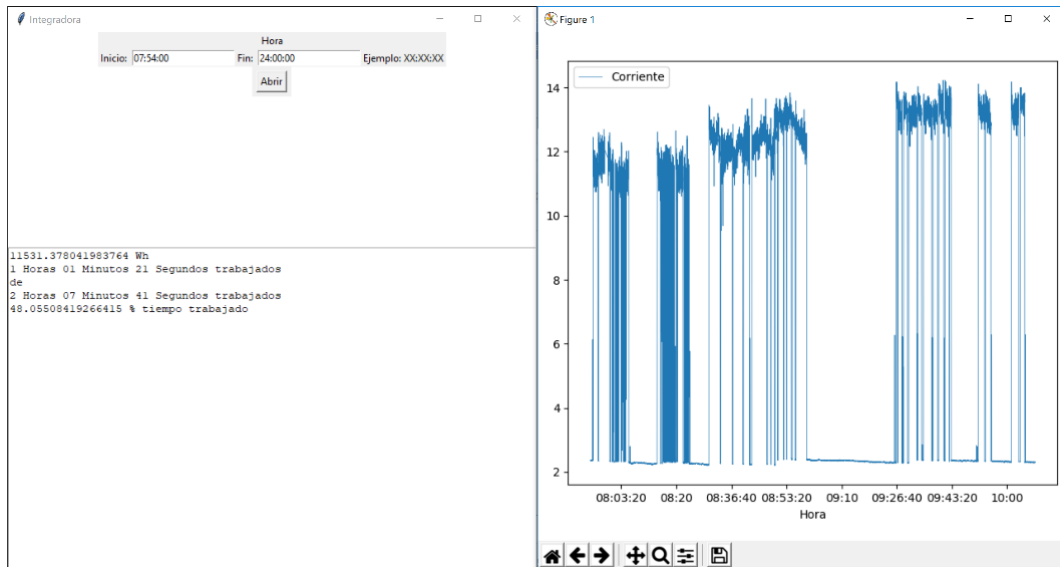 Integradora
Hora
Inicio: 07:54:00 Fin: 24:00:00 Ejemplo: XX:XX:XX
Abrir
11531.378041983764 Wh
1 Horas 01 Minutos 21 Segundos trabajados
de
2 Horas 07 Minutos 41 Segundos trabajados
48.05508419266415 % tiempo trabajado
Figure 1
Corriente
14
12
10
8
6
4
2
08:03:20 08:20 08:36:40 08:53:20 09:10 09:26:40 09:43:20 10:00
Hora